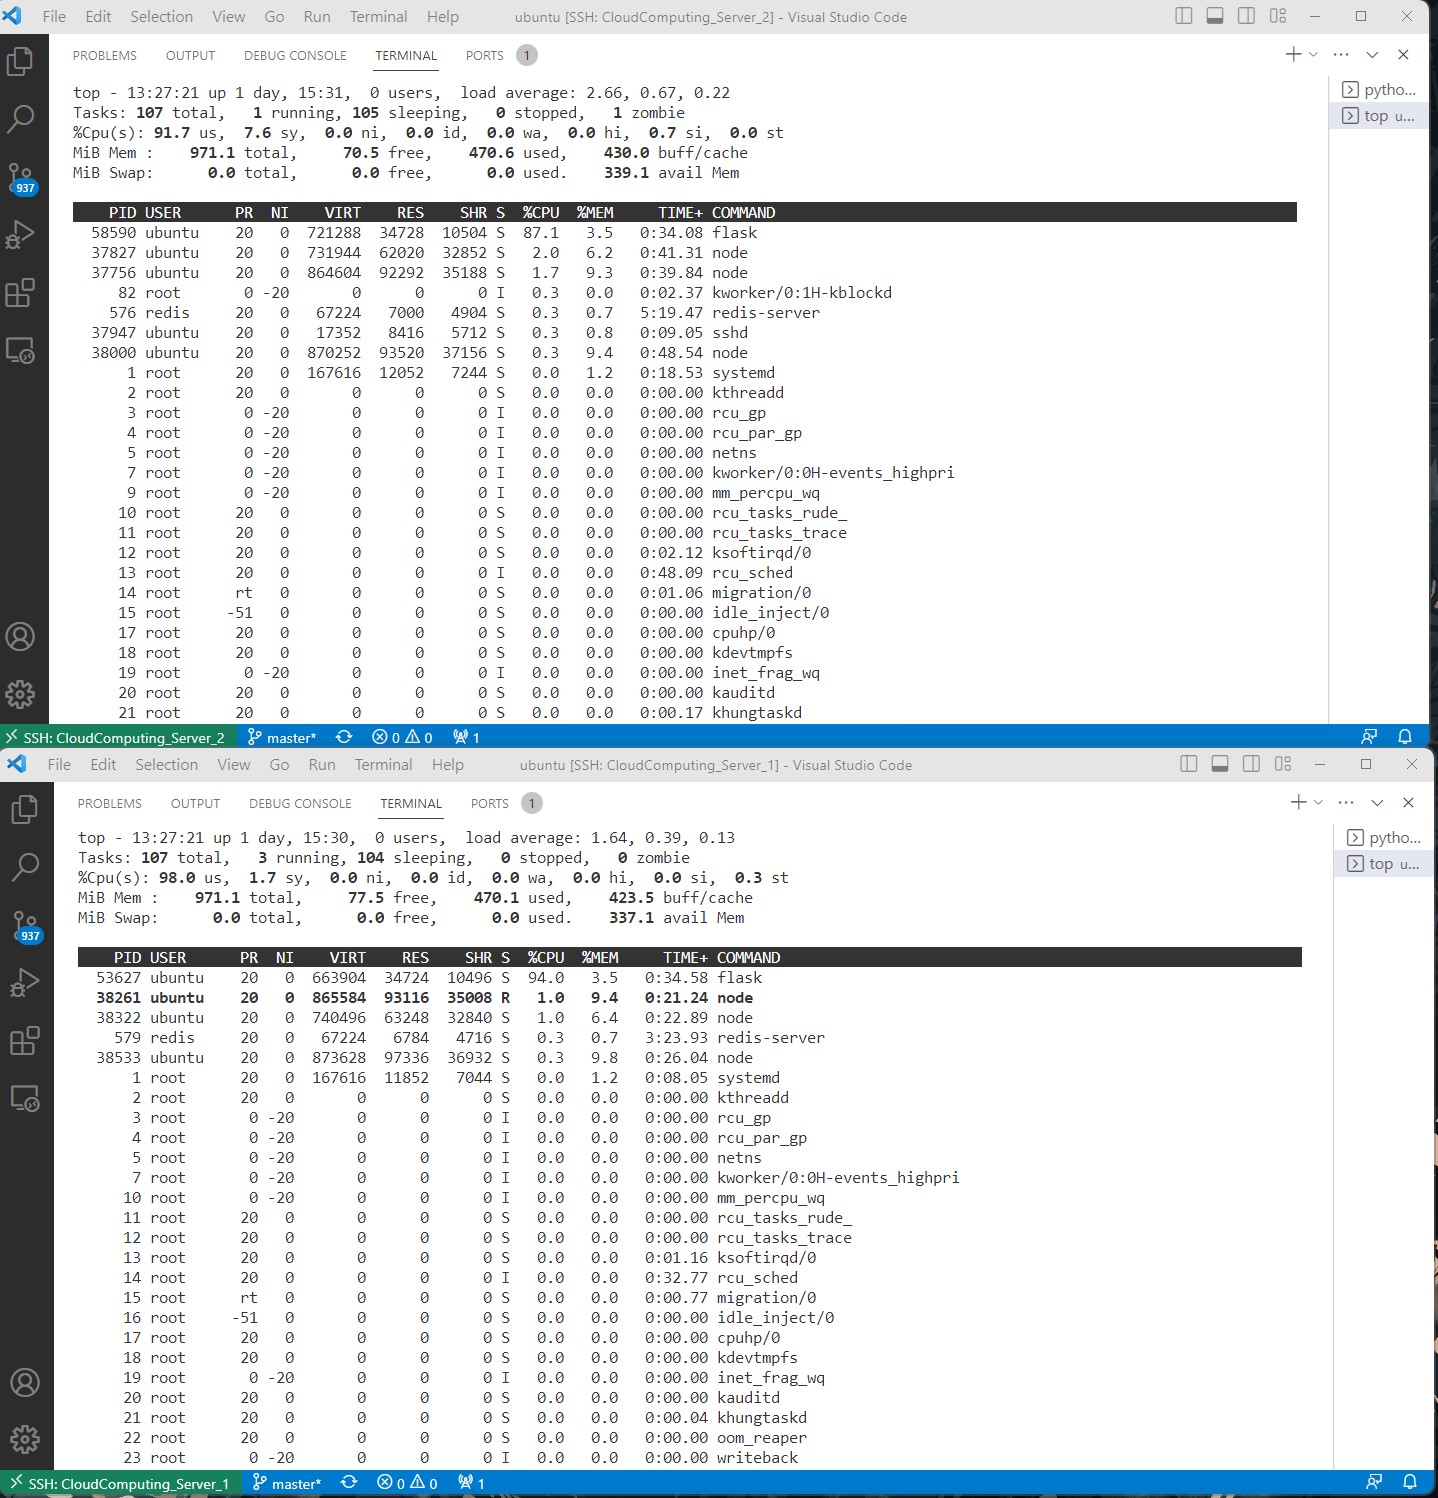 File Edit Selection View Go Run Terminal Help ubuntu [SSH: CloudComputing_Server_2] - Visual Studio Code
PROBLEMS OUTPUT DEBUG CONSOLE TERMINAL PORTS 1
top - 13:27:21 up 1 day, 15:31, 0 users, load average: 2.66, 0.67, 0.22
Tasks: 107 total, 1 running, 105 sleeping, 0 stopped, 1 zombie
%Cpu(s): 91.7 us, 7.6 sy, 0.0 ni, 0.0 id, 0.0 wa, 0.0 hi, 0.7 si, 0.0 st
MiB Mem : 971.1 total, 70.5 free, 470.6 used, 430.0 buff/cache
MiB Swap: 0.0 total, 0.0 free, 0.0 used. 339.1 avail Mem
PID USER PR NI VIRT RES SHR S %CPU %MEM TIME+ COMMAND
58590 ubuntu 20 0 721288 34728 10504 S 87.1 3.5 0:34.08 flask
37827 ubuntu 20 0 731944 62020 32852 S 2.0 6.2 0:41.31 node
37756 ubuntu 20 0 864604 92292 35188 S 1.7 9.3 0:39.84 node
82 root 0 -20 0 0 0 I 0.3 0.0 0:02.37 kworker/0:1H-kblockd
576 redis 20 0 67224 7000 4904 S 0.3 0.7 5:19.47 redis-server
37947 ubuntu 20 0 17352 8416 5712 S 0.3 0.8 0:09.05 sshd
38000 ubuntu 20 0 870252 93520 37156 S 0.3 9.4 0:48.54 node
1 root 20 0 167616 12052 7244 S 0.0 1.2 0:18.53 systemd
2 root 20 0 0 0 0 S 0.0 0.0 0:00.00 kthreadd
3 root 0 -20 0 0 0 I 0.0 0.0 0:00.00 rcu_gp
4 root 0 -20 0 0 0 I 0.0 0.0 0:00.00 rcu_par_gp
5 root 0 -20 0 0 0 I 0.0 0.0 0:00.00 netns
7 root 0 -20 0 0 0 I 0.0 0.0 0:00.00 kworker/0:0H-events_highpri
9 root 0 -20 0 0 0 I 0.0 0.0 0:00.00 mm_percpu_wq
10 root 20 0 0 0 0 S 0.0 0.0 0:00.00 rcu_tasks_rude_
11 root 20 0 0 0 0 S 0.0 0.0 0:00.00 rcu_tasks_trace
12 root 20 0 0 0 0 S 0.0 0.0 0:02.12 ksoftirqd/0
13 root 20 0 0 0 0 I 0.0 0.0 0:48.09 rcu_sched
14 root rt 0 0 0 0 S 0.0 0.0 0:01.06 migration/0
15 root -51 0 0 0 0 S 0.0 0.0 0:00.00 idle_inject/0
17 root 20 0 0 0 0 S 0.0 0.0 0:00.00 cpuhp/0
18 root 20 0 0 0 0 S 0.0 0.0 0:00.00 kdevtmpfs
19 root 0 -20 0 0 0 I 0.0 0.0 0:00.00 inet_frag_wq
20 root 20 0 0 0 0 S 0.0 0.0 0:00.00 kauditd
21 root 20 0 0 0 0 S 0.0 0.0 0:00.17 khungtaskd
pytho...
top u...
937
SSH: CloudComputing_Server_2 master* 0 0 1
File Edit Selection View Go Run Terminal Help ubuntu [SSH: CloudComputing_Server_1] - Visual Studio Code
PROBLEMS OUTPUT DEBUG CONSOLE TERMINAL PORTS 1
top - 13:27:21 up 1 day, 15:30, 0 users, load average: 1.64, 0.39, 0.13
Tasks: 107 total, 3 running, 104 sleeping, 0 stopped, 0 zombie
%Cpu(s): 98.0 us, 1.7 sy, 0.0 ni, 0.0 id, 0.0 wa, 0.0 hi, 0.0 si, 0.3 st
MiB Mem : 971.1 total, 77.5 free, 470.1 used, 423.5 buff/cache
MiB Swap: 0.0 total, 0.0 free, 0.0 used. 337.1 avail Mem
PID USER PR NI VIRT RES SHR S %CPU %MEM TIME+ COMMAND
53627 ubuntu 20 0 663904 34724 10496 S 94.0 3.5 0:34.58 flask
38261 ubuntu 20 0 865584 93116 35008 R 1.0 9.4 0:21.24 node
38322 ubuntu 20 0 740496 63248 32840 S 1.0 6.4 0:22.89 node
579 redis 20 0 67224 6784 4716 S 0.3 0.7 3:23.93 redis-server
38533 ubuntu 20 0 873628 97336 36932 S 0.3 9.8 0:26.04 node
1 root 20 0 167616 11852 7044 S 0.0 1.2 0:08.05 systemd
2 root 20 0 0 0 0 S 0.0 0.0 0:00.00 kthreadd
3 root 0 -20 0 0 0 I 0.0 0.0 0:00.00 rcu_gp
4 root 0 -20 0 0 0 I 0.0 0.0 0:00.00 rcu_par_gp
5 root 0 -20 0 0 0 I 0.0 0.0 0:00.00 netns
7 root 0 -20 0 0 0 I 0.0 0.0 0:00.00 kworker/0:0H-events_highpri
10 root 0 -20 0 0 0 I 0.0 0.0 0:00.00 mm_percpu_wq
11 root 20 0 0 0 0 S 0.0 0.0 0:00.00 rcu_tasks_rude_
12 root 20 0 0 0 0 S 0.0 0.0 0:00.00 rcu_tasks_trace
13 root 20 0 0 0 0 S 0.0 0.0 0:01.16 ksoftirqd/0
14 root 20 0 0 0 0 I 0.0 0.0 0:32.77 rcu_sched
15 root rt 0 0 0 0 S 0.0 0.0 0:00.77 migration/0
16 root -51 0 0 0 0 S 0.0 0.0 0:00.00 idle_inject/0
17 root 20 0 0 0 0 S 0.0 0.0 0:00.00 cpuhp/0
18 root 20 0 0 0 0 S 0.0 0.0 0:00.00 kdevtmpfs
19 root 0 -20 0 0 0 I 0.0 0.0 0:00.00 inet_frag_wq
20 root 20 0 0 0 0 S 0.0 0.0 0:00.00 kauditd
21 root 20 0 0 0 0 S 0.0 0.0 0:00.04 khungtaskd
22 root 20 0 0 0 0 S 0.0 0.0 0:00.00 oom_reaper
23 root 0 -20 0 0 0 I 0.0 0.0 0:00.00 writeback
pytho...
top u...
937
SSH: CloudComputing_Server_1 master* 0 0 1